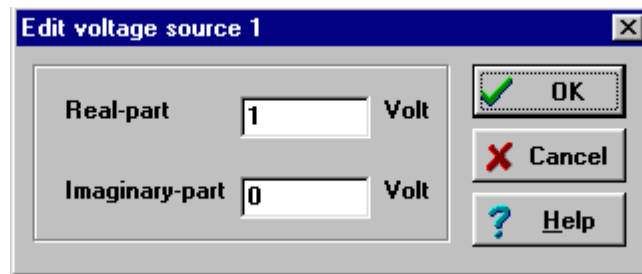 Edit voltage source 1
Real-part 1 Volt
Imaginary-part 0 Volt
OK
Cancel
Help